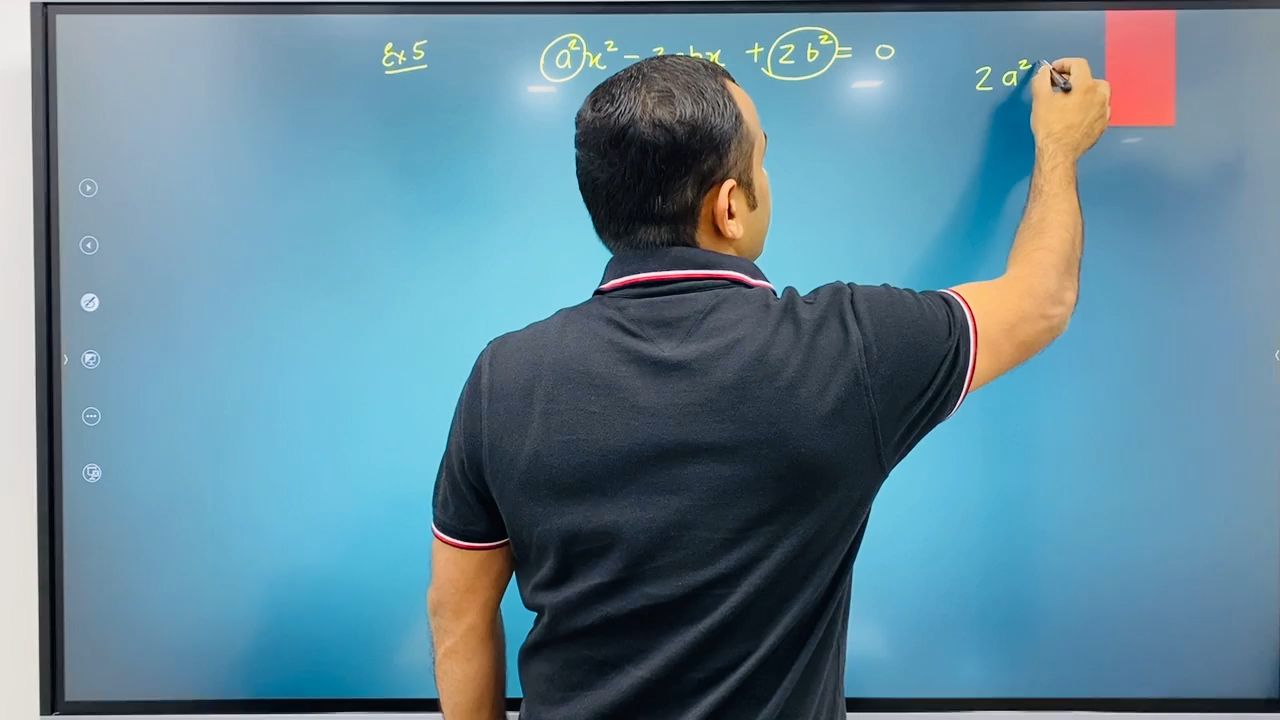 Ex 5
a²x² - 3abx + 2b² = 0
2a²